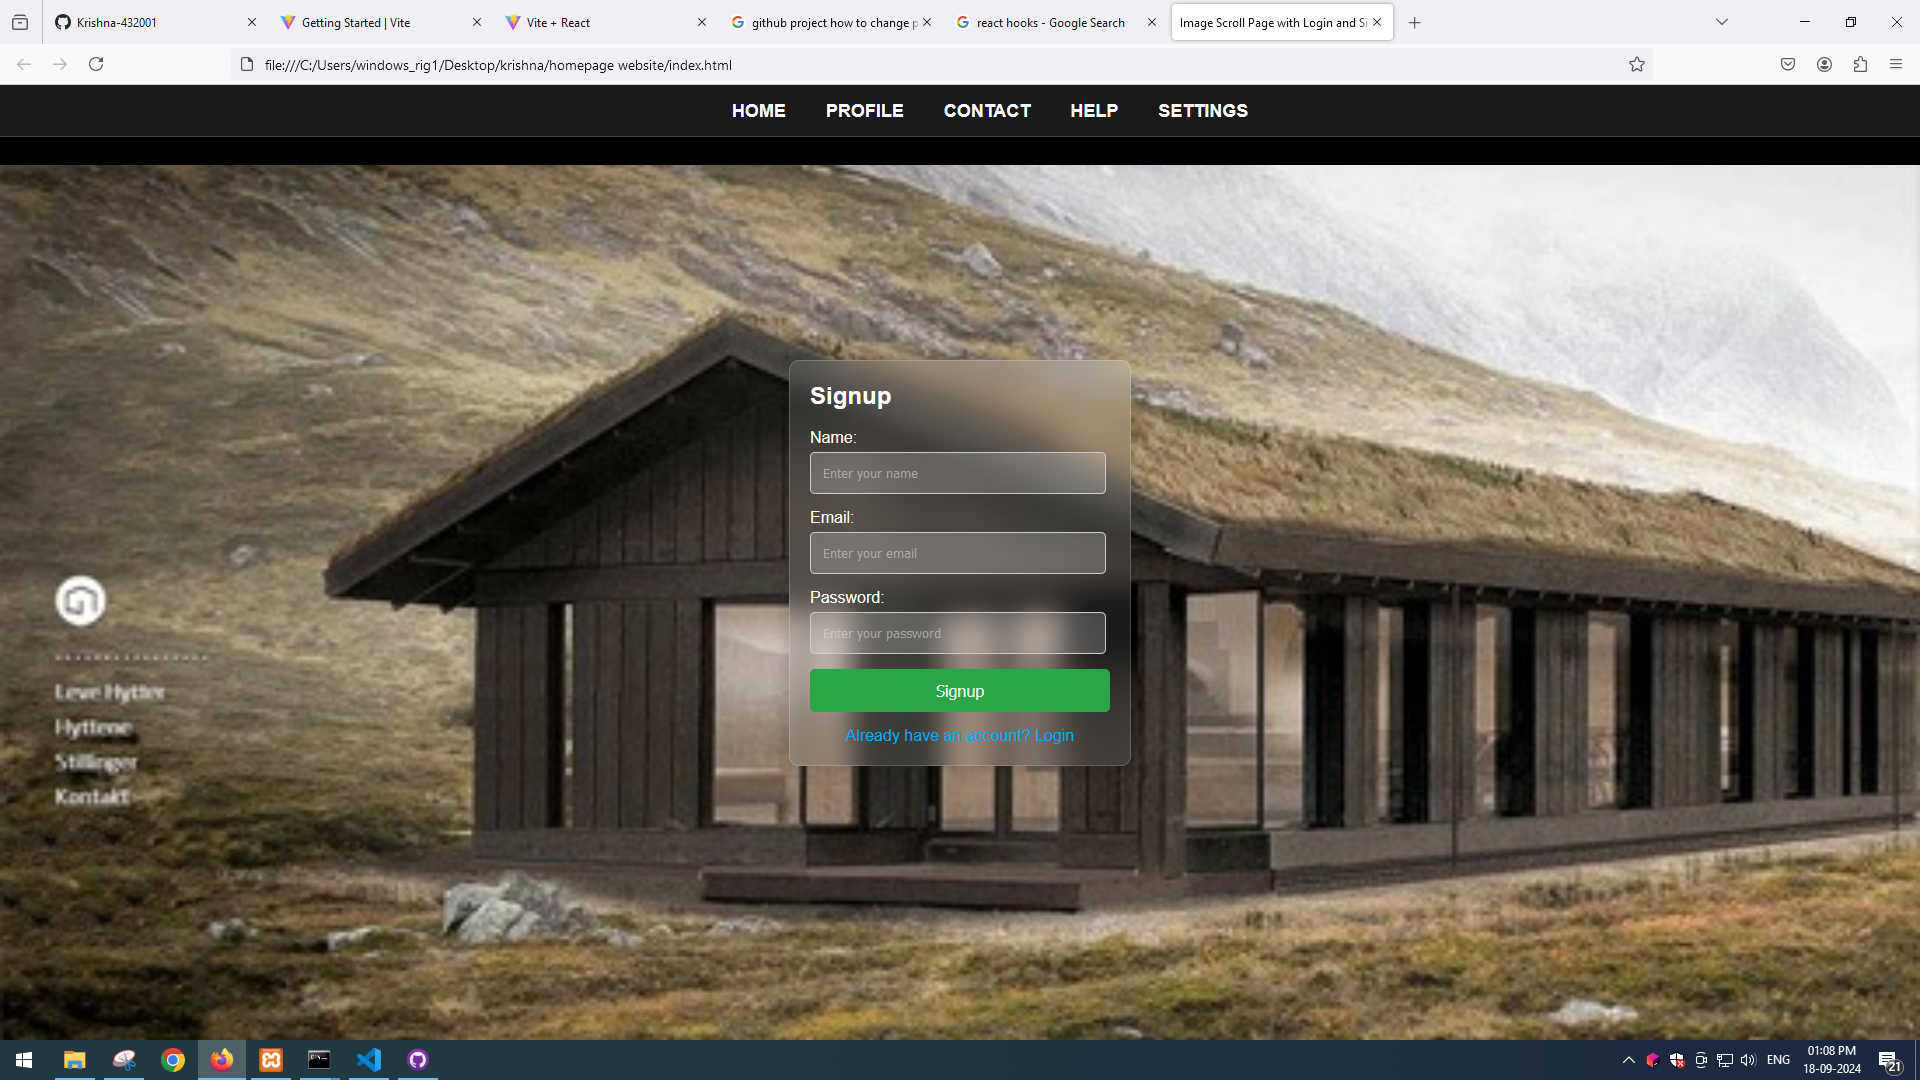 Krishna-432001
Getting Started | Vite
Vite + React
github project how to change p
react hooks - Google Search
Image Scroll Page with Login and Si
file:///C:/Users/windows_rig1/Desktop/krishna/homepage website/index.html
HOME PROFILE CONTACT HELP SETTINGS
Signup
Name:
Enter your name
Email:
Enter your email
Password:
Enter your password
Signup
Already have an account? Login
Leve Hytter
Hyttene
Stillinger
Kontakt
ENG
01:08 PM
18-09-2024
21